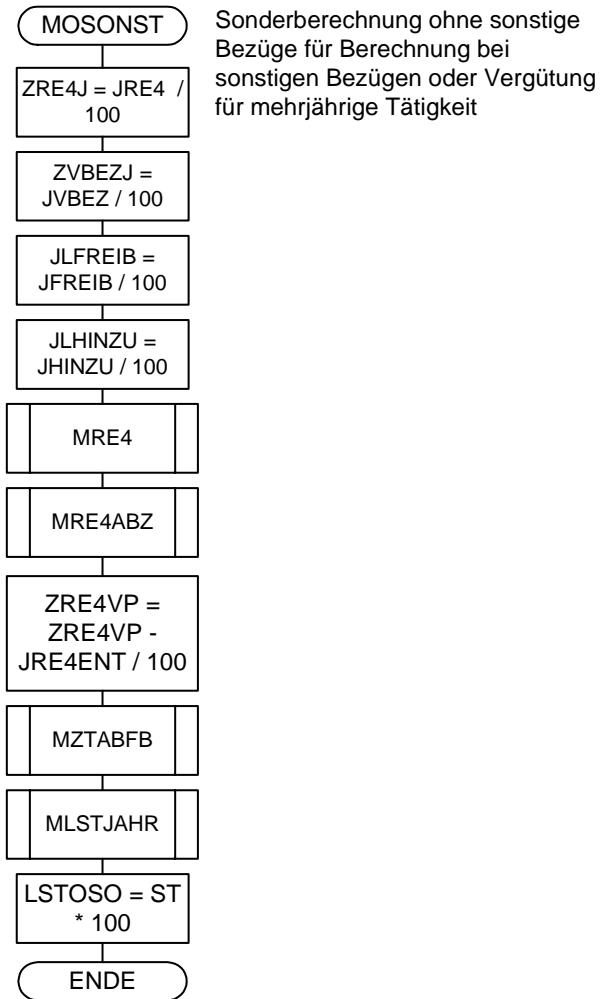 MOSONST
Sonderberechnung ohne sonstige
Bezüge für Berechnung bei
sonstigen Bezügen oder Vergütung
für mehrjährige Tätigkeit
ZRE4J = JRE4 /
100
ZVBEZJ =
JVBEZ / 100
JLFREIB =
JFREIB / 100
JLHINZU =
JHINZU / 100
MRE4
MRE4ABZ
ZRE4VP =
ZRE4VP -
JRE4ENT / 100
MZTABFB
MLSTJAHR
LSTOSO = ST
* 100
ENDE